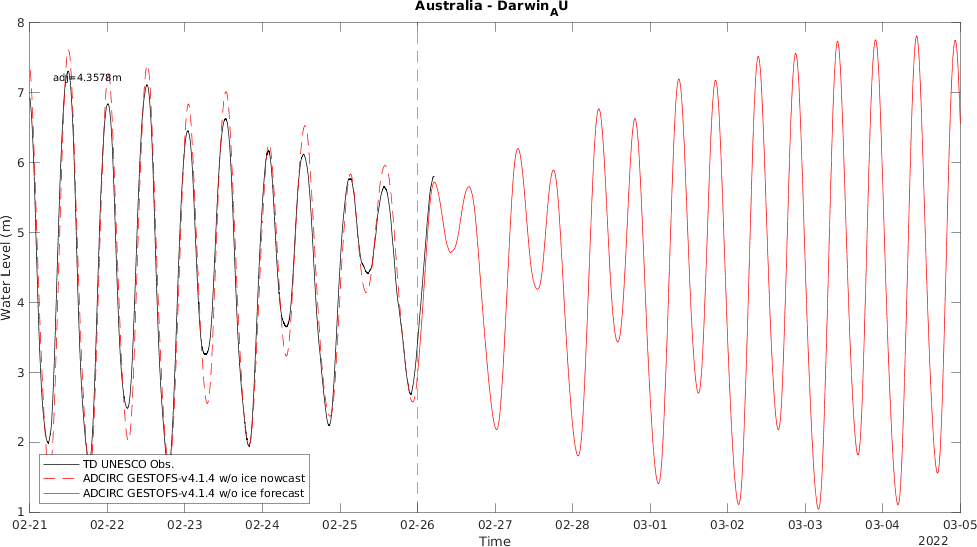 Australia - Darwin_AU
adj=4.3578m
Water Level (m)
8
7
6
5
4
3
2
1
TD UNESCO Obs.
ADCIRC GESTOFS-v4.1.4 w/o ice nowcast
ADCIRC GESTOFS-v4.1.4 w/o ice forecast
02-21 02-22 02-23 02-24 02-25 02-26 02-27 02-28 03-01 03-02 03-03 03-04 03-05
Time
2022